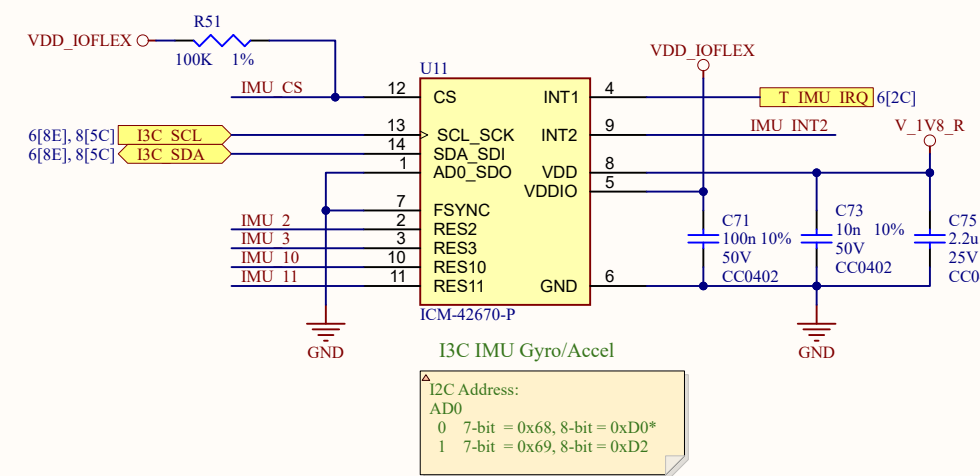 R51
VDD_IOFLEX
100K 1%
VDD_IOFLEX
U11
IMU_CS 12 CS INT1 4 T_IMU_IRQ 6[2C]
6[8E], 8[5C] I3C_SCL 13 SCL_SCK INT2 9 IMU_INT2 V_1V8_R
6[8E], 8[5C] I3C_SDA 14 SDA_SDI
1 AD0_SDO VDD 8
VDDIO 5
7 FSYNC
IMU_2 2 RES2
IMU_3 3 RES3
IMU_10 10 RES10
IMU_11 11 RES11 GND 6
C71
100n 10%
50V
CC0402
C73
10n 10%
50V
CC0402
C75
2.2u
25V
CC0
ICM-42670-P
GND
GND
I3C IMU Gyro/Accel
I2C Address:
AD0
0 7-bit = 0x68, 8-bit = 0xD0*
1 7-bit = 0x69, 8-bit = 0xD2